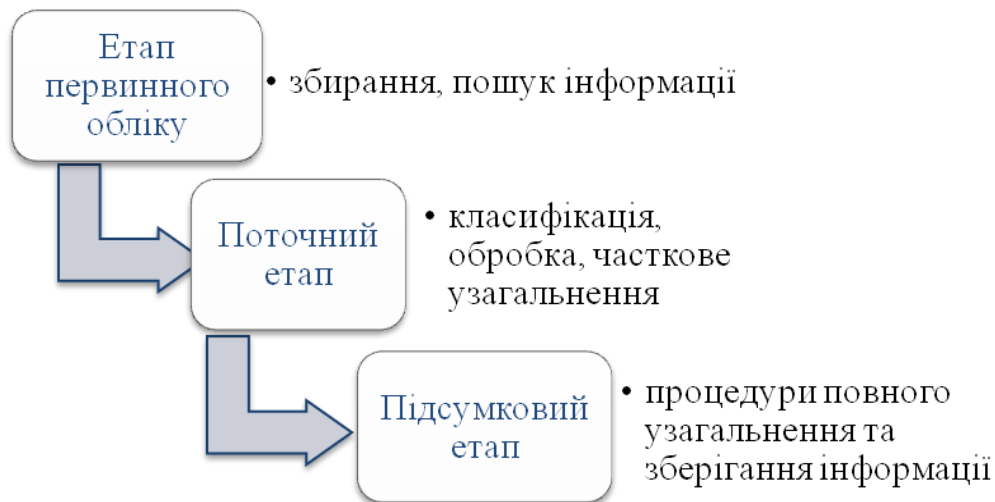 Етап
первинного
обліку
• збирання, пошук інформації
Поточний
етап
• класифікація,
обробка, часткове
узагальнення
Підсумковий
етап
• процедури повного
узагальнення та
зберігання інформації